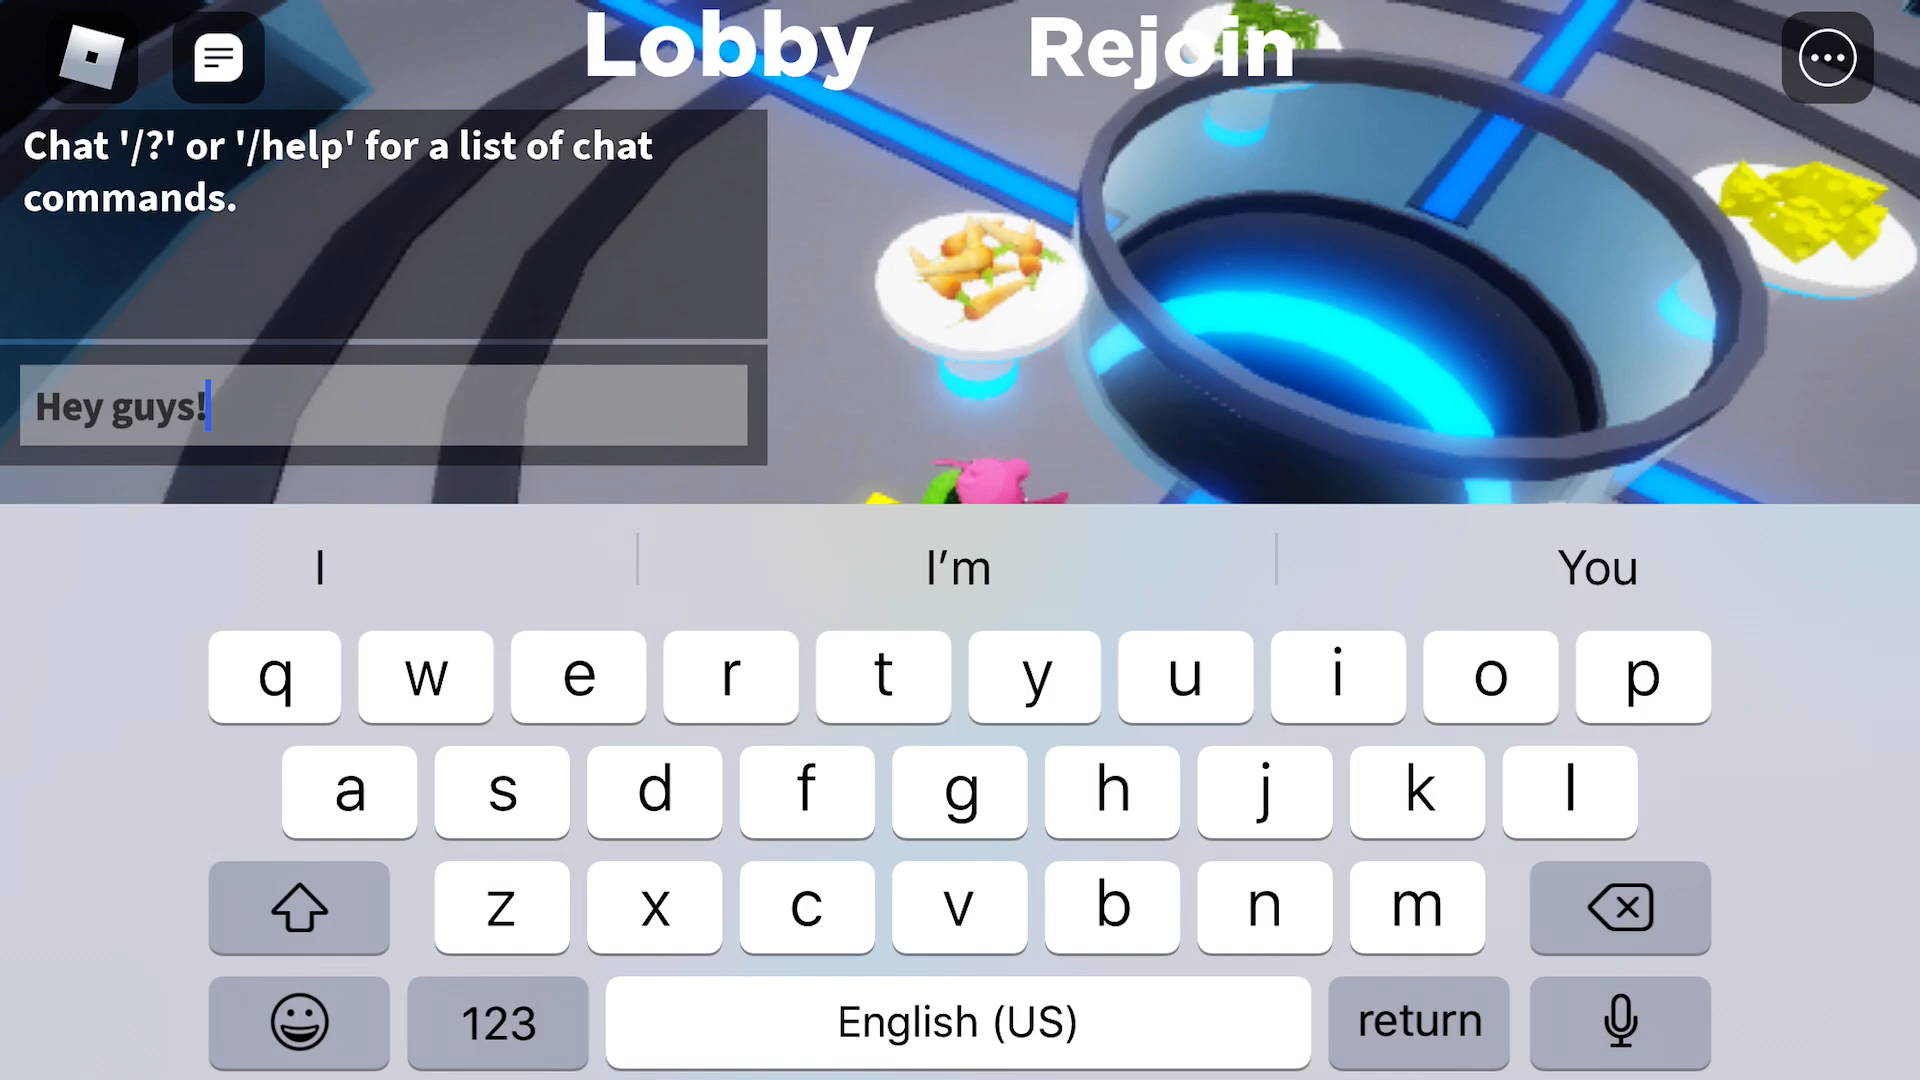 Lobby Rejoin
Chat '/?' or '/help' for a list of chat
commands.
Hey guys!
I I’m You
q w e r t y u i o p
a s d f g h j k l
z x c v b n m
123 English (US) return